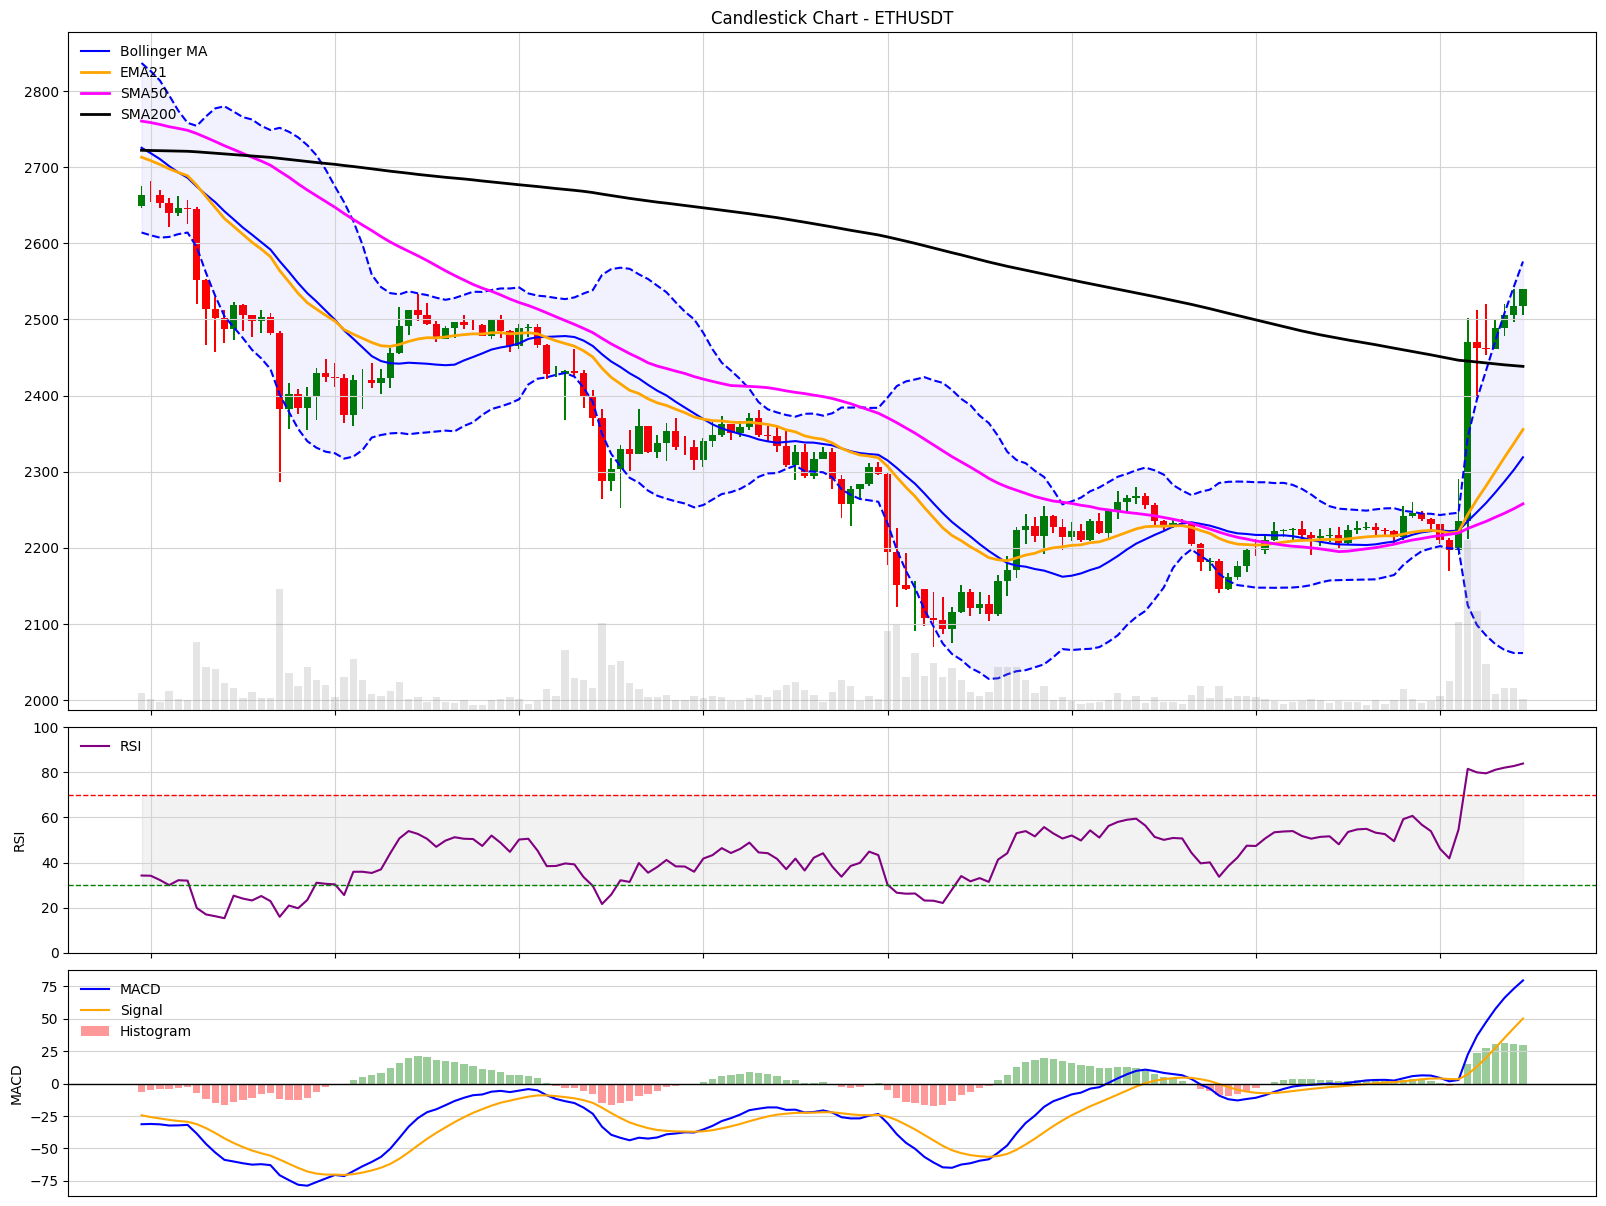 Candlestick Chart - ETHUSDT
Bollinger MA
EMA21
SMA50
SMA200
2800
2700
2600
2500
2400
2300
2200
2100
2000
RSI
100
80
60
40
20
0
RSI
MACD
Signal
Histogram
75
50
25
0
−25
−50
−75
MACD